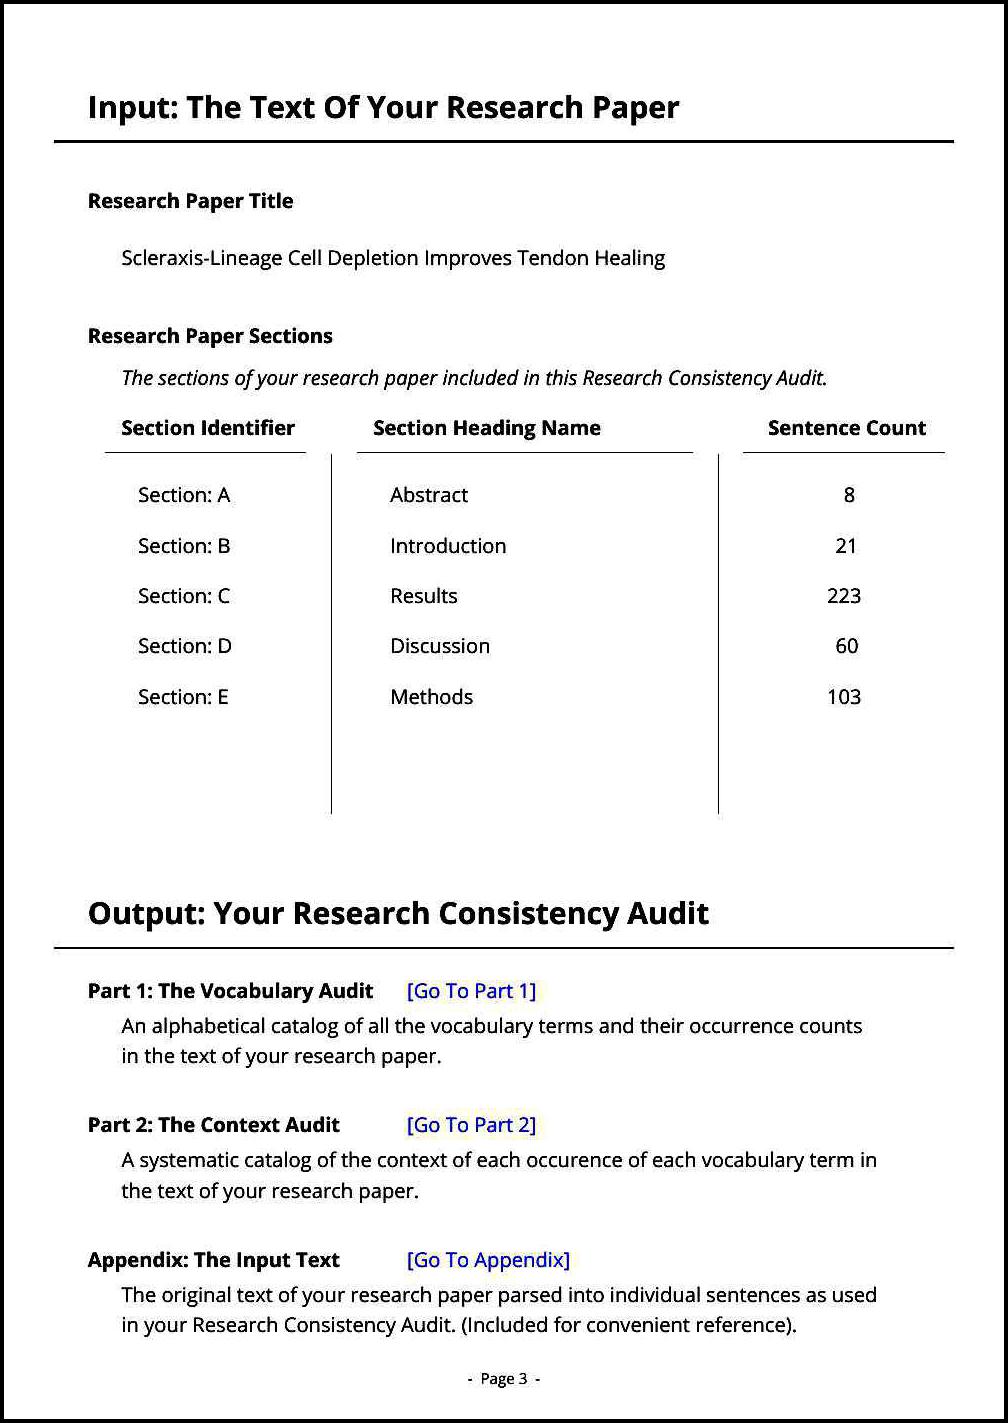 Input: The Text Of Your Research Paper
Research Paper Title
Scleraxis-Lineage Cell Depletion Improves Tendon Healing
Research Paper Sections
The sections of your research paper included in this Research Consistency Audit.
Section Identifier Section Heading Name Sentence Count
Section: A Abstract 8
Section: B Introduction 21
Section: C Results 223
Section: D Discussion 60
Section: E Methods 103
Output: Your Research Consistency Audit
Part 1: The Vocabulary Audit [Go To Part 1]
An alphabetical catalog of all the vocabulary terms and their occurrence counts
in the text of your research paper.
Part 2: The Context Audit [Go To Part 2]
A systematic catalog of the context of each occurence of each vocabulary term in
the text of your research paper.
Appendix: The Input Text [Go To Appendix]
The original text of your research paper parsed into individual sentences as used
in your Research Consistency Audit. (Included for convenient reference).
- Page 3 -